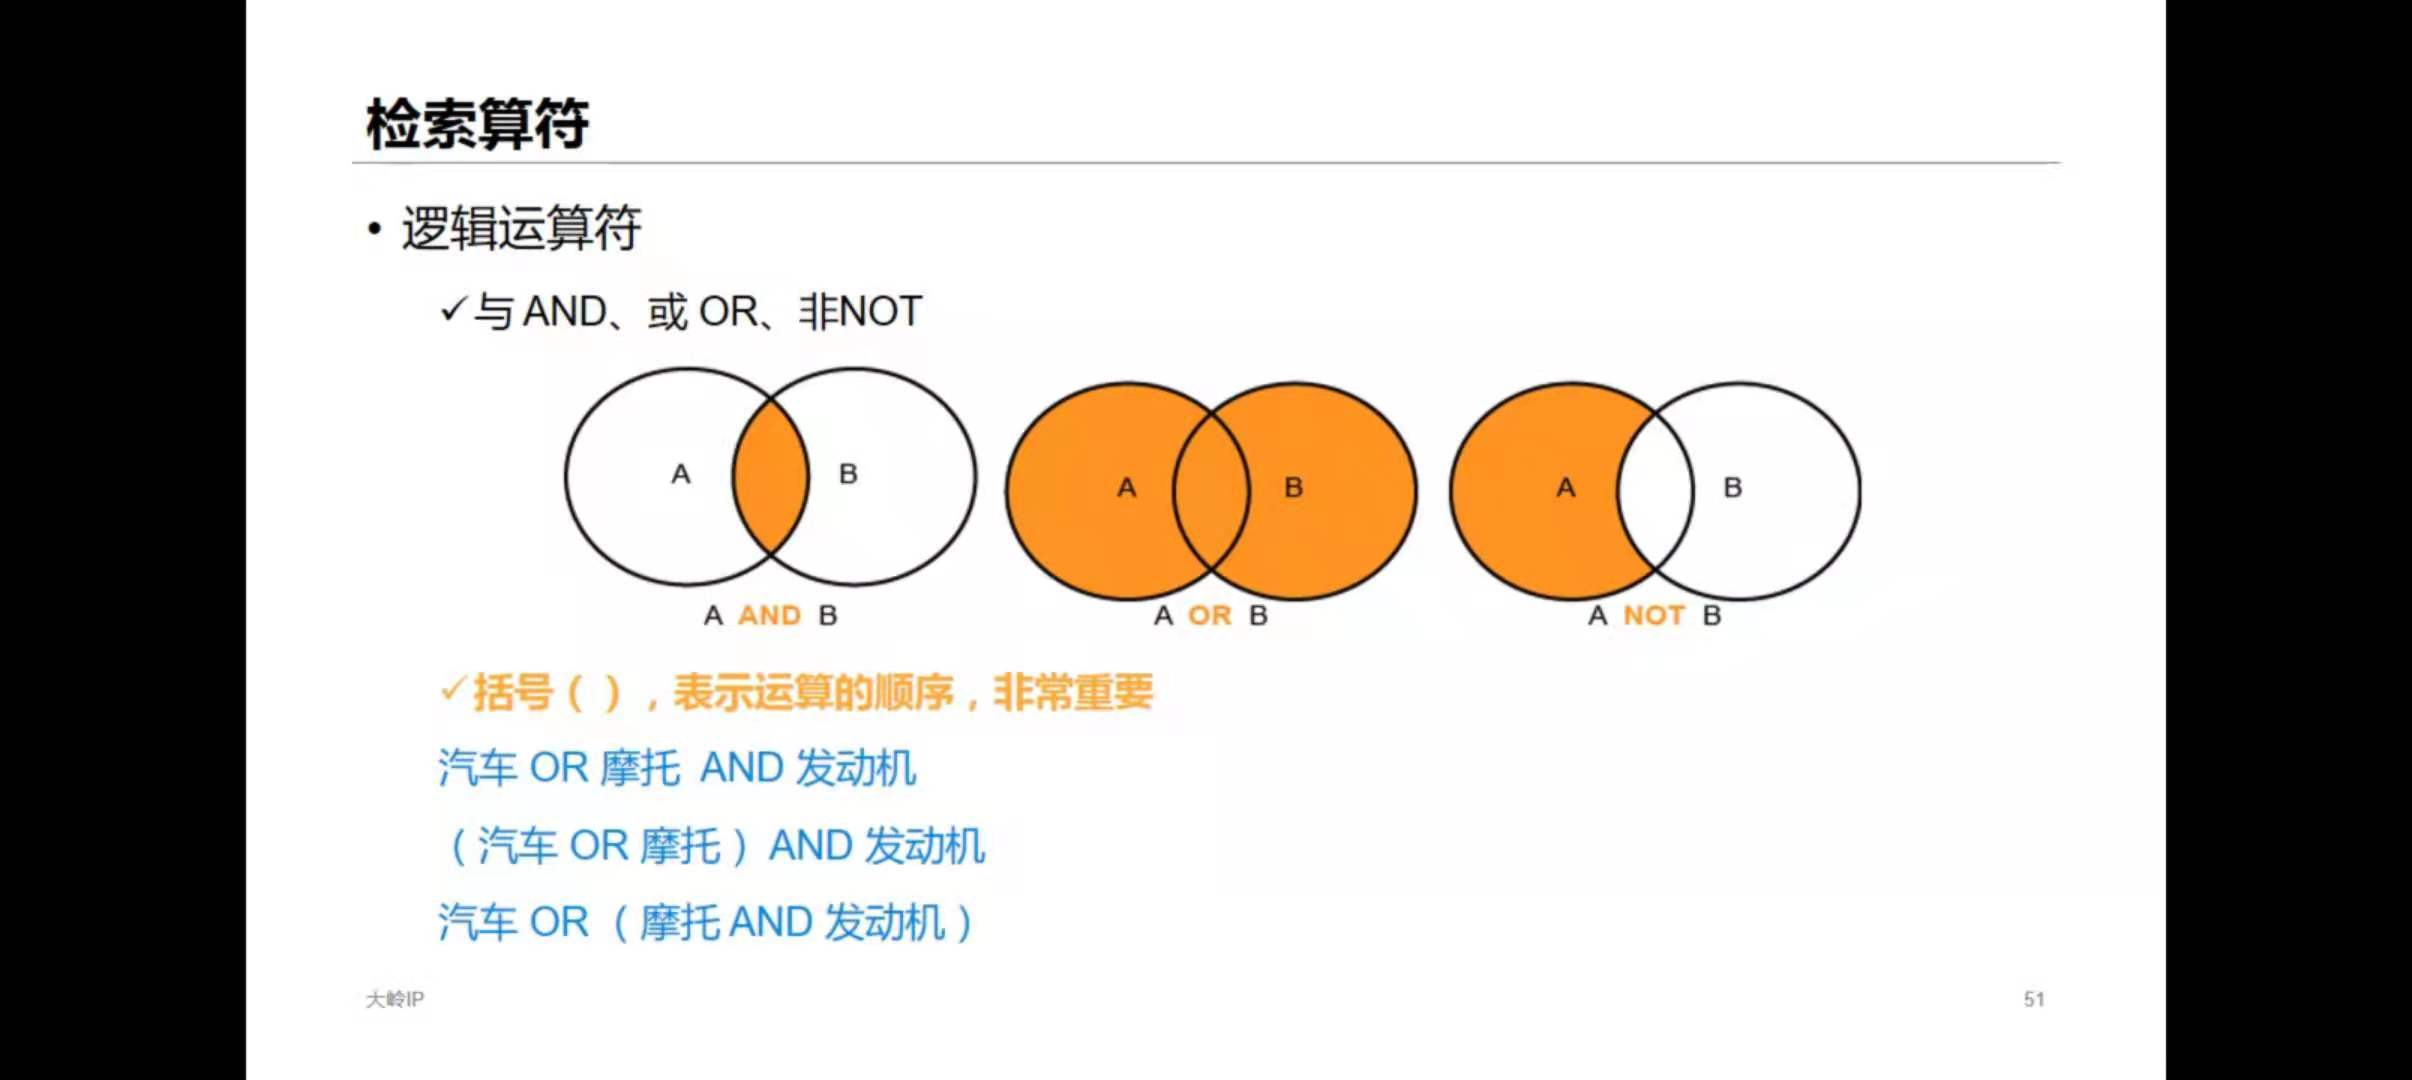 检索算符
• 逻辑运算符
✓与 AND、或 OR、非NOT
A B
A B
A B
A AND B
A OR B
A NOT B
✓括号（ ），表示运算的顺序，非常重要
汽车 OR 摩托 AND 发动机
（汽车 OR 摩托）AND 发动机
汽车 OR（摩托 AND 发动机）
大岭IP
51